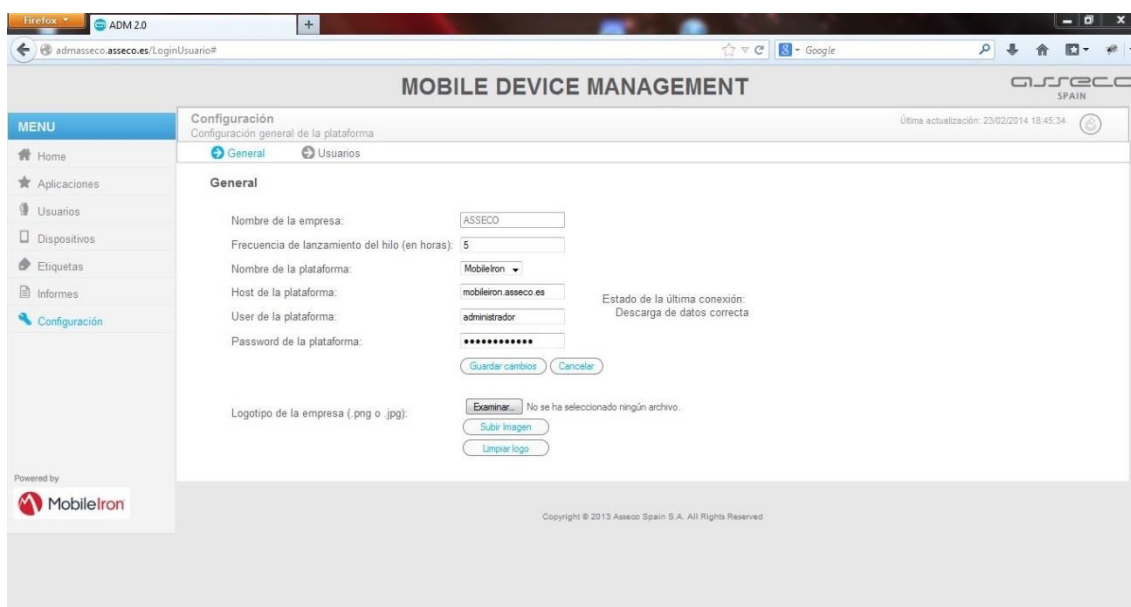 Firefox
ADM 2.0
admasseco.asseco.es/LoginUsuario#
Google
MOBILE DEVICE MANAGEMENT
asseco
SPAIN
MENU
Home
Aplicaciones
Usuarios
Dispositivos
Etiquetas
Informes
Configuración
Configuración
Configuración general de la plataforma
Última actualización: 23/02/2014 18:45:34
General
Usuarios
General
Nombre de la empresa: ASSECO
Frecuencia de lanzamiento del hilo (en horas): 5
Nombre de la plataforma: MobileIron
Host de la plataforma: mobileiron.asseco.es
User de la plataforma: administrador
Password de la plataforma: ••••••••••••
Estado de la última conexión:
Descarga de datos correcta
Guardar cambios Cancelar
Logotipo de la empresa (.png o .jpg): Examinar... No se ha seleccionado ningún archivo.
Subir Imagen
Limpiar logo
Powered by
MobileIron
Copyright © 2013 Asseco Spain S.A. All Rights Reserved